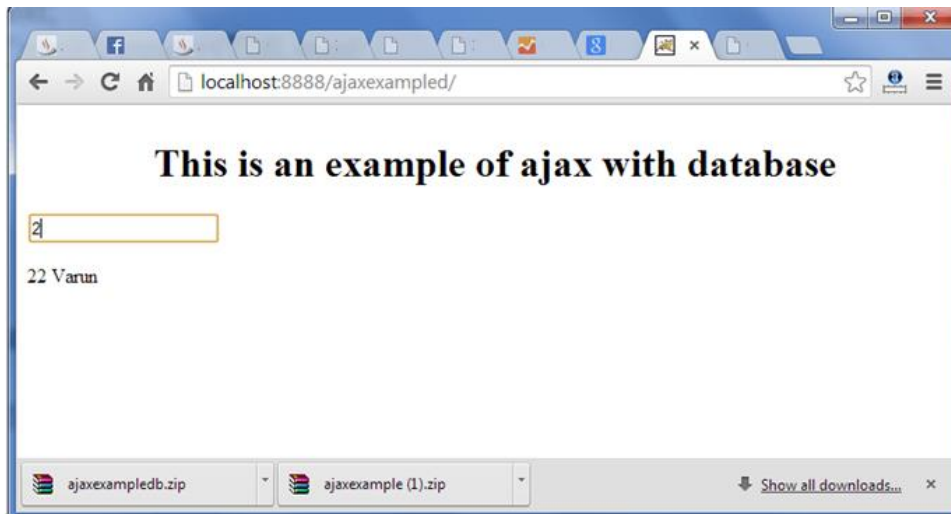 localhost:8888/ajaxexampled/
This is an example of ajax with database
2
22 Varun
ajaxexampledb.zip
ajaxexample (1).zip
Show all downloads...